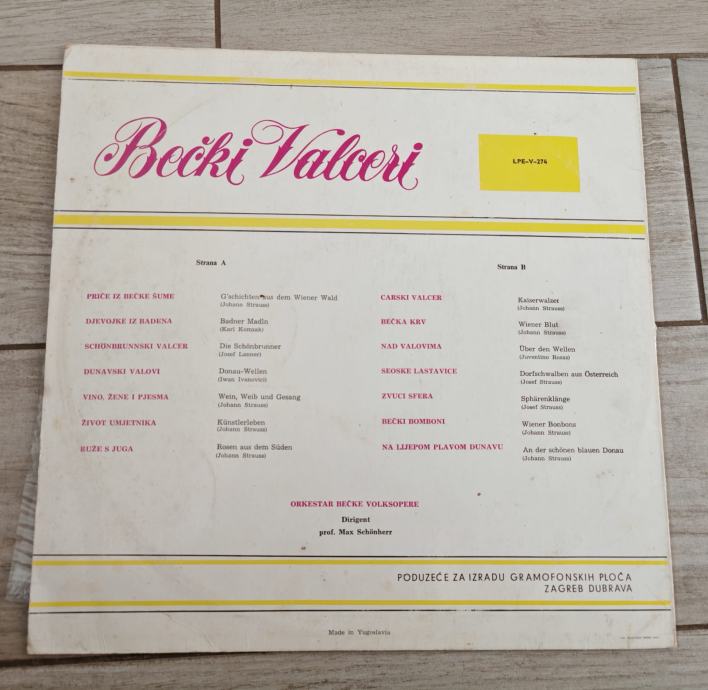 Bečki Valceri
LPE-V-274
Strana A
PRIČE IZ BEČKE ŠUME
G'schichten aus dem Wiener Wald
(Johann Strauss)
DJEVOJKE IZ BADENA
Badner Madln
(Karl Komzak)
SCHÖNBRUNNSKI VALCER
Die Schönbrunner
(Josef Lanner)
DUNAVSKI VALOVI
Donau-Wellen
(Iwan Ivanovici)
VINO, ŽENE I PJESMA
Wein, Weib und Gesang
(Johann Strauss)
ŽIVOT UMJETNIKA
Künstlerleben
(Johann Strauss)
RUŽE S JUGA
Rosen aus dem Süden
(Johann Strauss)
Strana B
CARSKI VALCER
Kaiserwalzer
(Johann Strauss)
BEČKA KRV
Wiener Blut
(Johann Strauss)
NAD VALOVIMA
Über den Wellen
(Juventino Rosas)
SEOSKE LASTAVICE
Dorfschwalben aus Österreich
(Josef Strauss)
ZVUCI SFERA
Sphärenklänge
(Josef Strauss)
BEČKI BOMBONI
Wiener Bonbons
(Johann Strauss)
NA LIJEPOM PLAVOM DUNAVU
An der schönen blauen Donau
(Johann Strauss)
ORKESTAR BEČKE VOLKSOPERE
Dirigent
prof. Max Schönherr
PODUZEĆE ZA IZRADU GRAMOFONSKIH PLOČA
ZAGREB DUBRAVA
Made in Yugoslavia